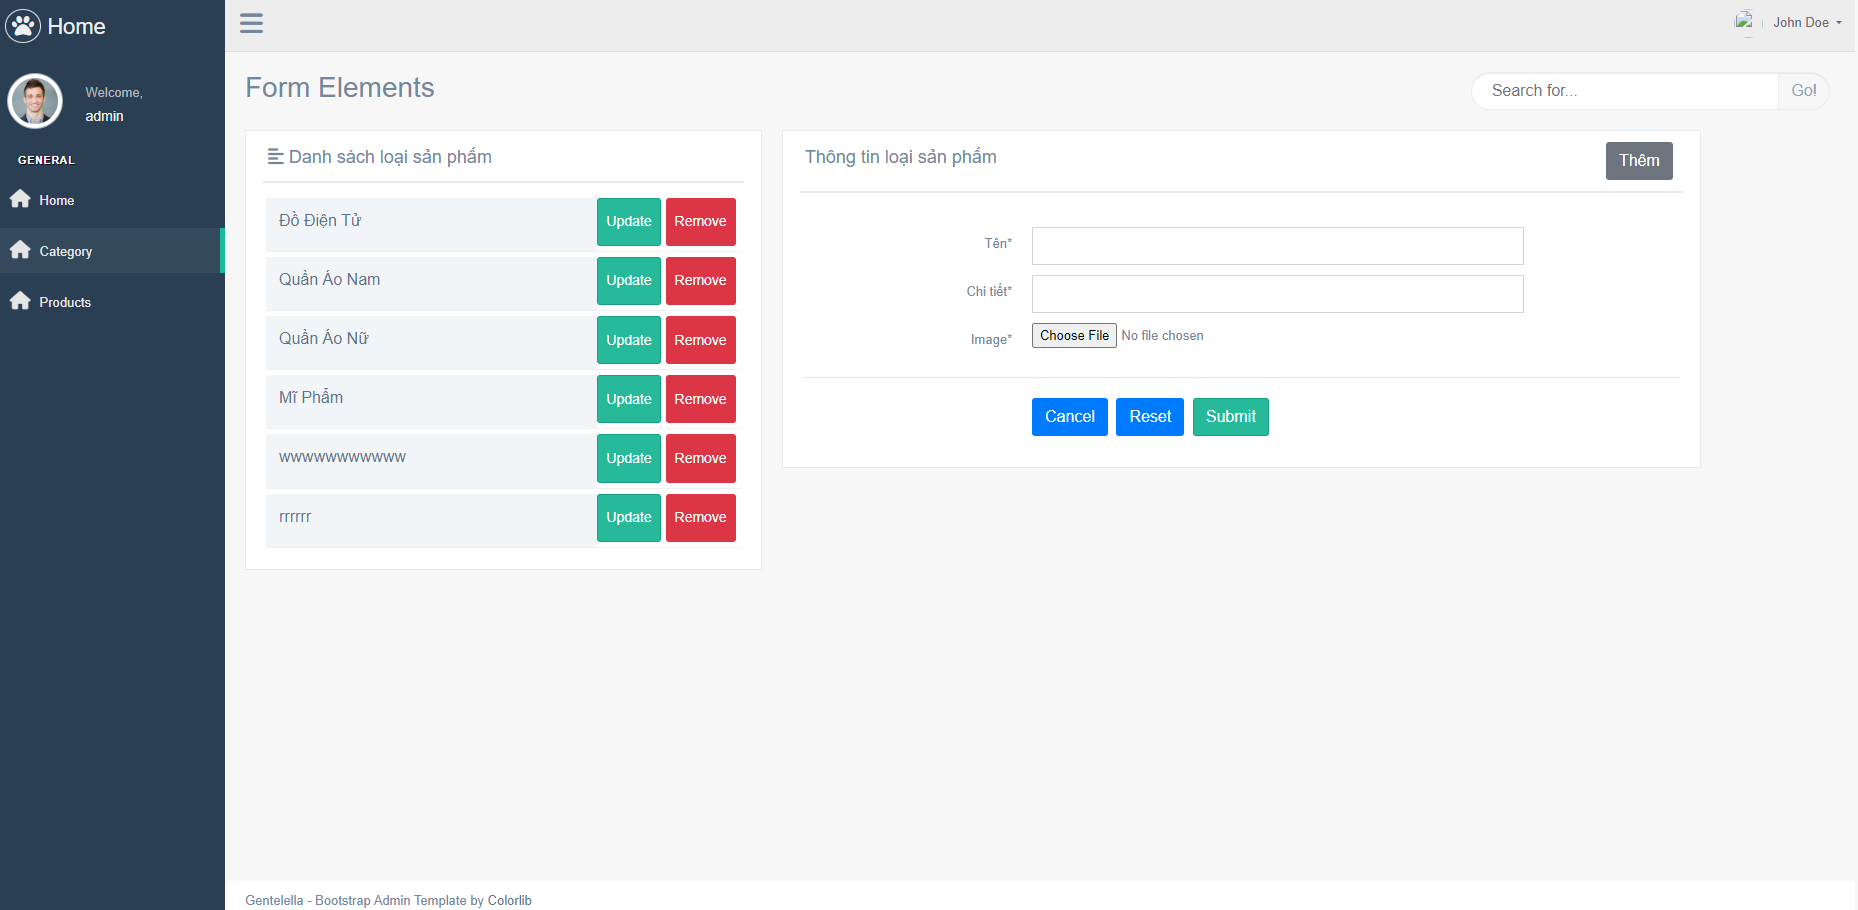 Home
John Doe
Welcome,
admin
GENERAL
Home
Category
Products
Form Elements
Search for...
Go!
Danh sách loại sản phấm
Đồ Điện Tử
Update
Remove
Quần Áo Nam
Update
Remove
Quần Áo Nữ
Update
Remove
Mĩ Phẩm
Update
Remove
wwwwwwwwwww
Update
Remove
rrrrrr
Update
Remove
Thông tin loại sản phấm
Thêm
Tên*
Chi tiết*
Image*
Choose File No file chosen
Cancel
Reset
Submit
Gentelella - Bootstrap Admin Template by Colorlib